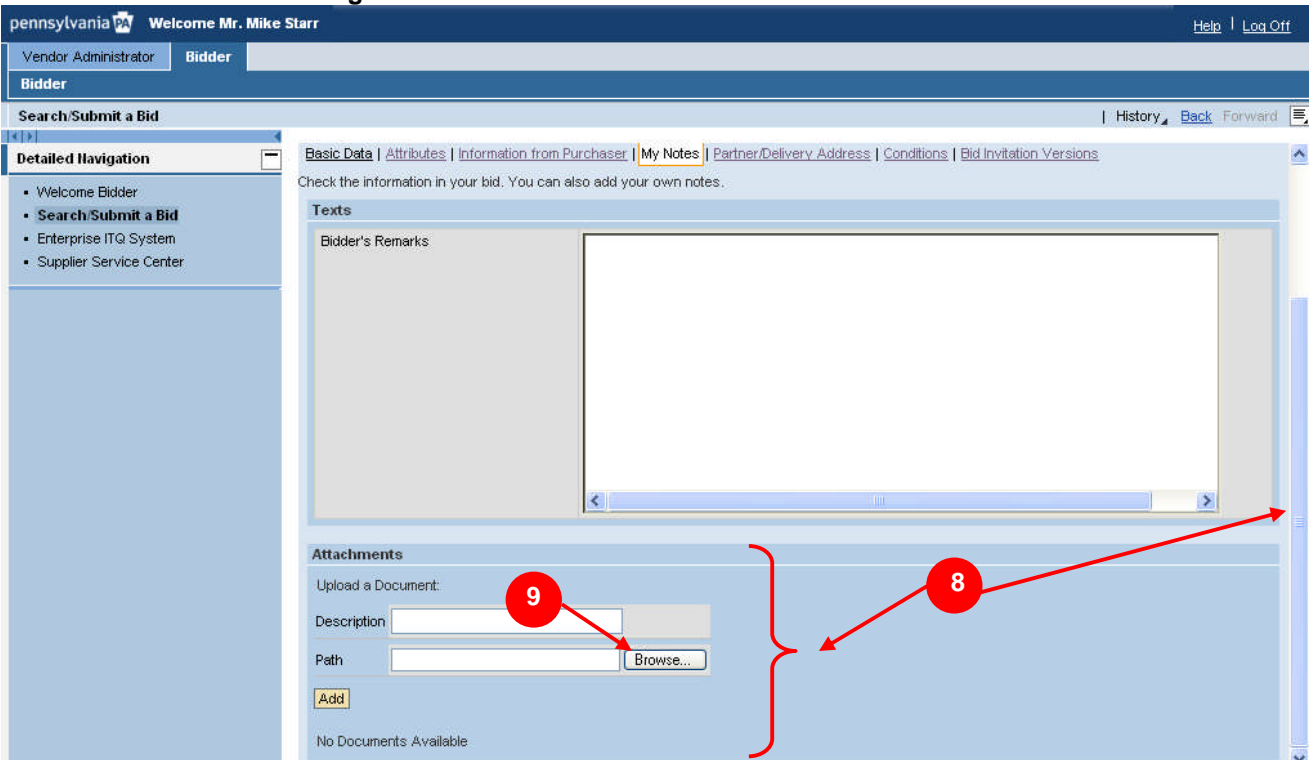 pennsylvania PA Welcome Mr. Mike Starr Help | Log Off
Vendor Administrator Bidder
Bidder
Search/Submit a Bid | History Back Forward
Detailed Navigation
Basic Data | Attributes | Information from Purchaser | My Notes | Partner/Delivery Address | Conditions | Bid Invitation Versions
Check the information in your bid. You can also add your own notes.
• Welcome Bidder
• Search/Submit a Bid
• Enterprise ITQ System
• Supplier Service Center
Texts
Bidder's Remarks
Attachments
Upload a Document:
9
8
Description
Path Browse...
Add
No Documents Available